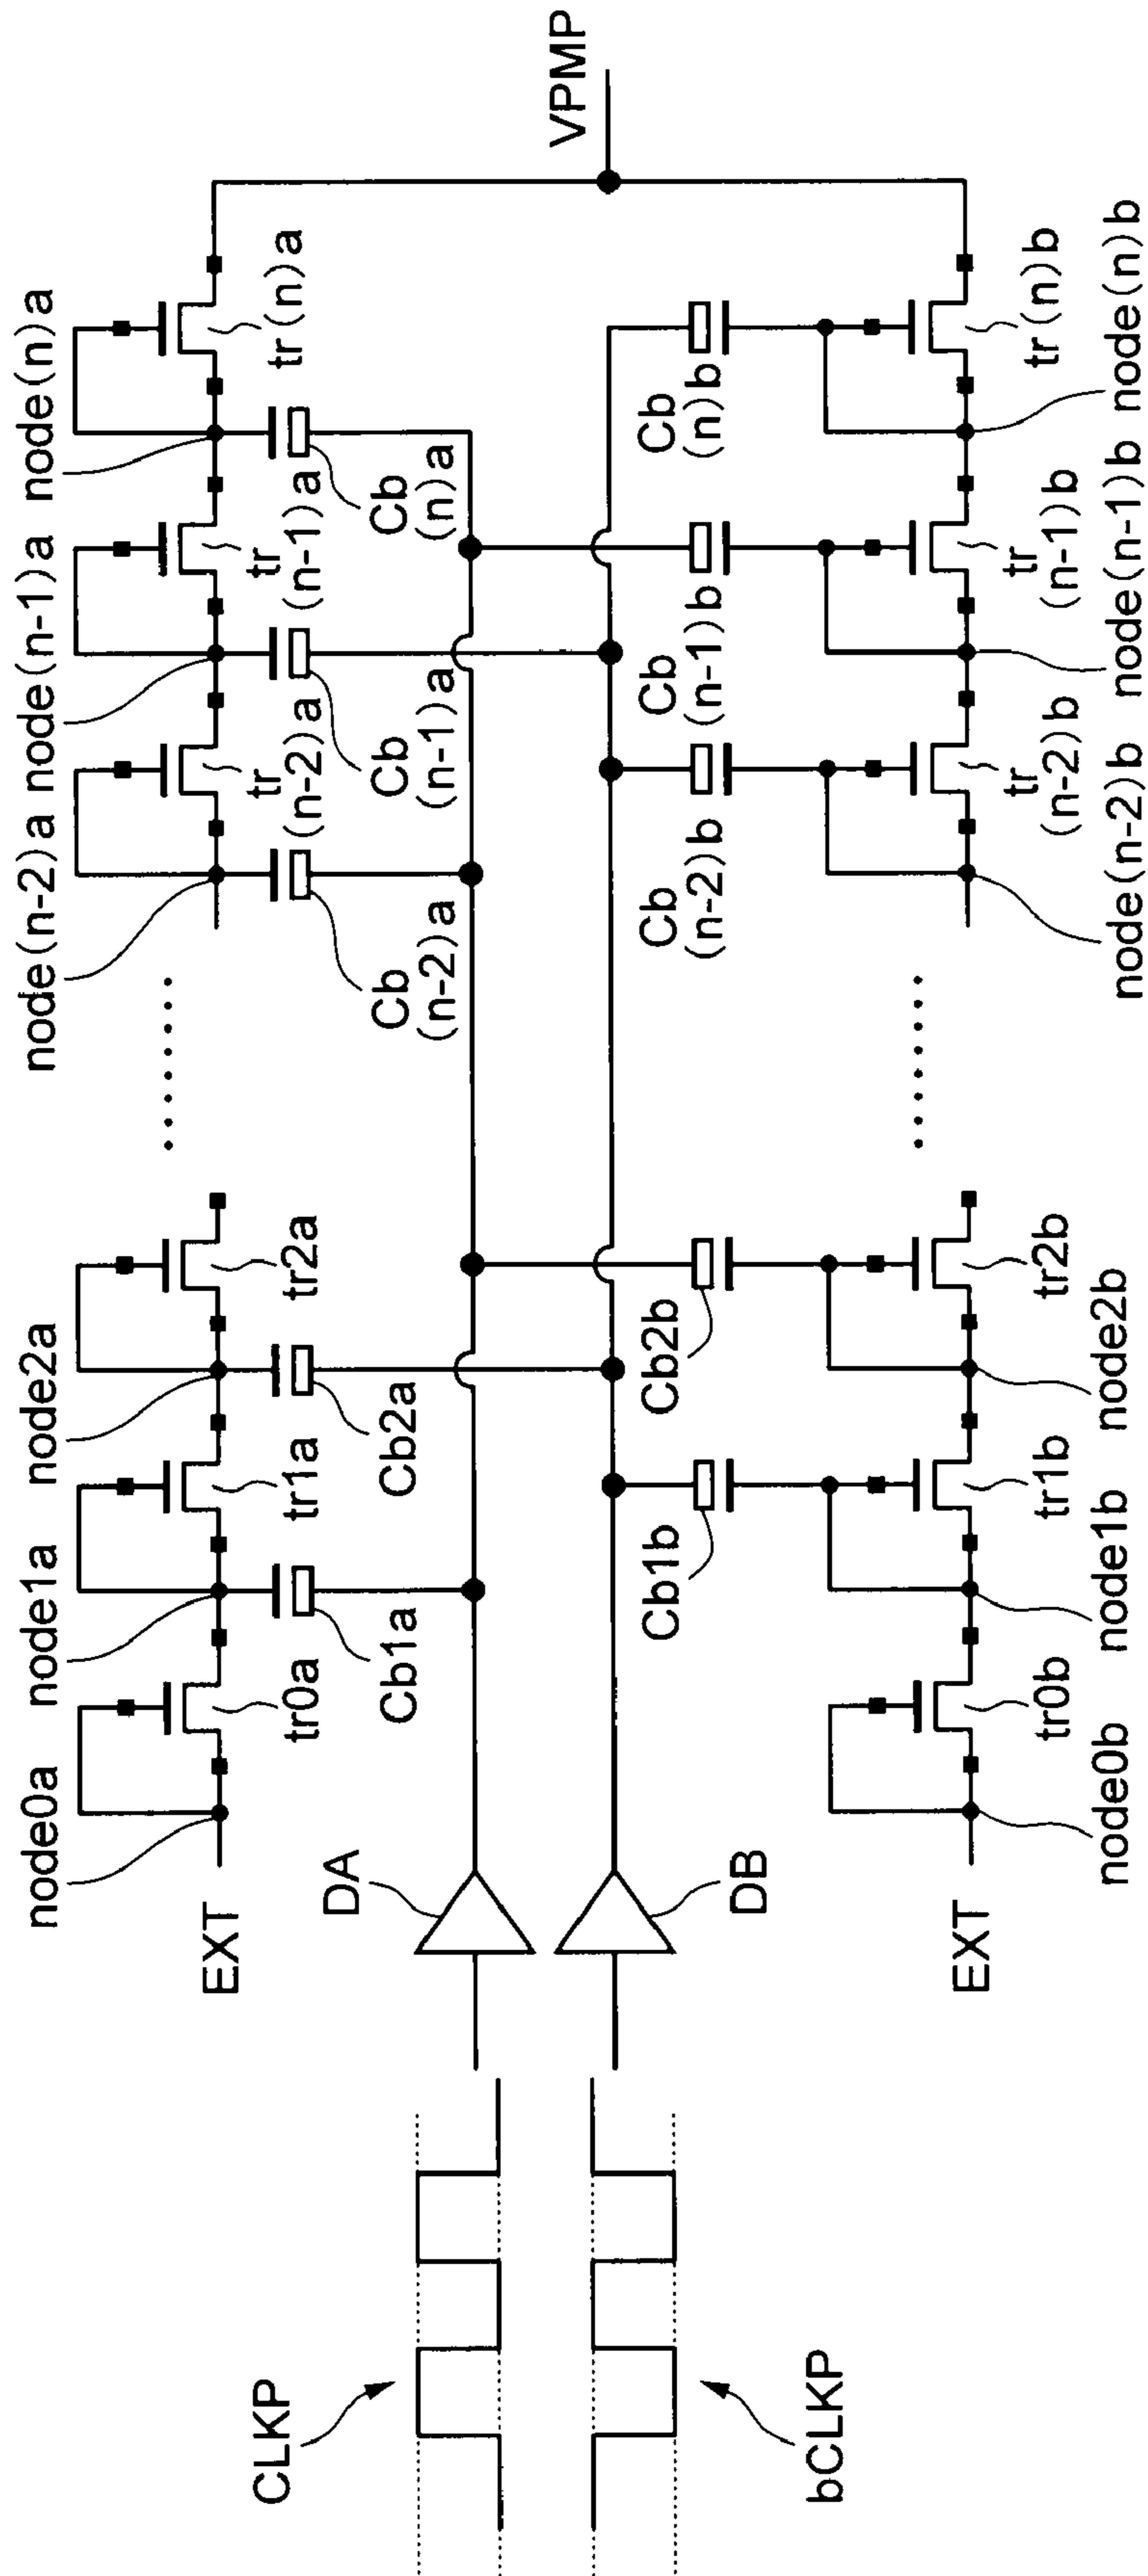 CLKP
bCLKP
DA
DB
EXT
node0a
node1a
node2a
node(n-2)a
node(n-1)a
node(n)a
tr0a
tr1a
tr2a
tr
(n-2)a
tr
(n-1)a
tr(n)a
Cb1a
Cb2a
Cb
(n-2)a
Cb
(n-1)a
Cb
(n)a
VPMP
Cb1b
Cb2b
Cb
(n-2)b
Cb
(n-1)b
Cb
(n)b
EXT
tr0b
tr1b
tr2b
tr
(n-2)b
tr
(n-1)b
tr(n)b
node0b
node1b
node2b
node(n-2)b
node(n-1)b
node(n)b